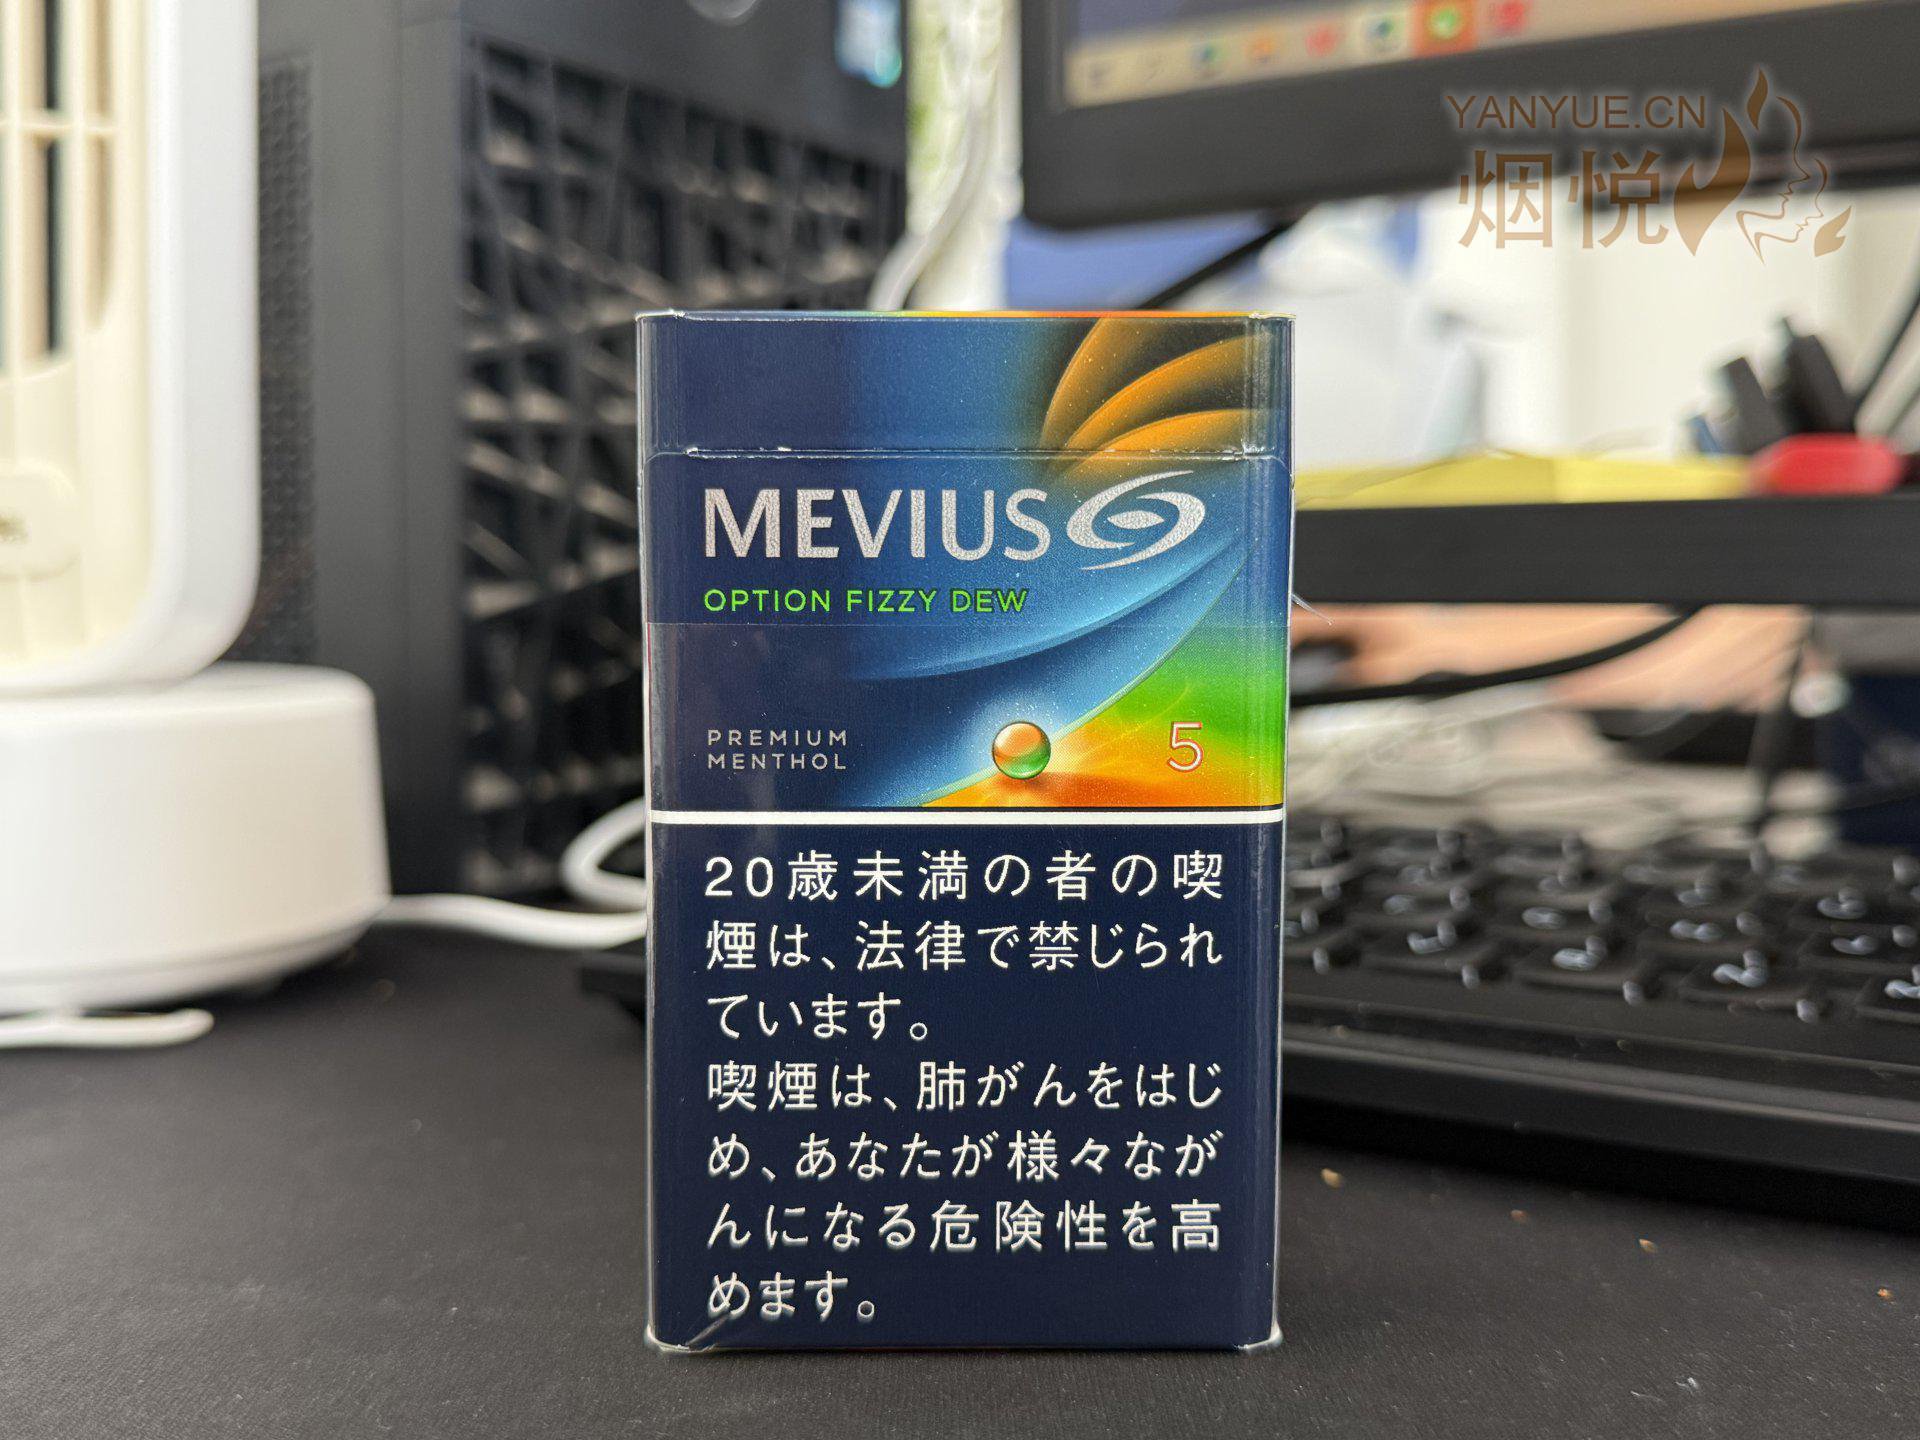 YANYUE.CN
烟悦
MEVIUS
OPTION FIZZY DEW
PREMIUM
MENTHOL
5
20歳未満の者の喫
煙は、法律で禁じられ
ています。
喫煙は、肺がんをはじ
め、あなたが様々なが
んになる危険性を高
めます。